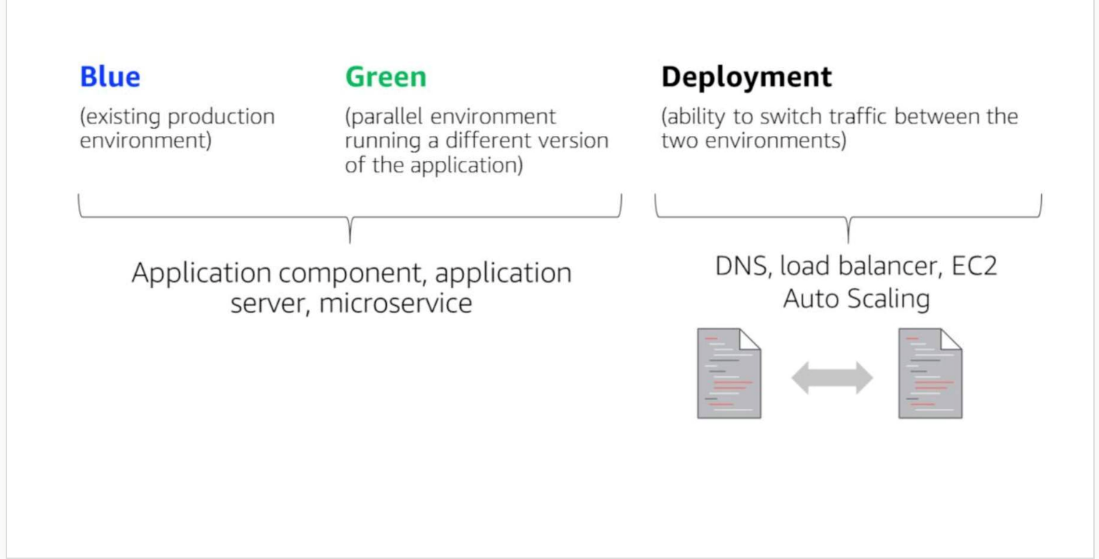 Blue
(existing production
environment)
Green
(parallel environment
running a different version
of the application)
Deployment
(ability to switch traffic between the
two environments)
Application component, application
server, microservice
DNS, load balancer, EC2
Auto Scaling